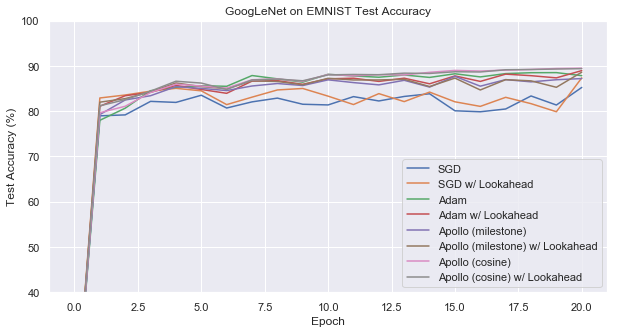 GoogLeNet on EMNIST Test Accuracy
100
90
80
70
60
50
40
Test Accuracy (%)
SGD
SGD w/ Lookahead
Adam
Adam w/ Lookahead
Apollo (milestone)
Apollo (milestone) w/ Lookahead
Apollo (cosine)
Apollo (cosine) w/ Lookahead
0.0 2.5 5.0 7.5 10.0 12.5 15.0 17.5 20.0
Epoch